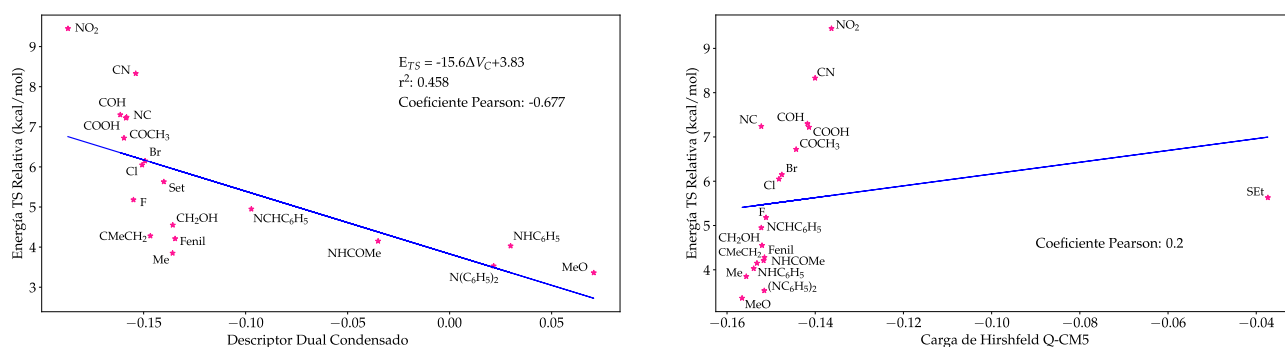 NO₂
CN
COH
NC
COOH
COCH₃
Br
Cl
Set
F
CH₂OH
CMeCH₂
Fenil
Me
NCHC₆H₅
NHCOMe
NHC₆H₅
N(C₆H₅)₂
MeO
E_TS = -15.6ΔV_C+3.83
r²: 0.458
Coeficiente Pearson: -0.677
Energía TS Relativa (kcal/mol)
9
8
7
6
5
4
3
−0.15
−0.10
−0.05
0.00
0.05
Descriptor Dual Condensado
NO₂
CN
NC
COH
COOH
COCH₃
Br
Cl
SEt
F
NCHC₆H₅
CH₂OH
CMeCH₂
Fenil
NHCOMe
Me
NHC₆H₅
(NC₆H₅)₂
MeO
Coeficiente Pearson: 0.2
Energía TS Relativa (kcal/mol)
9
8
7
6
5
4
−0.16
−0.14
−0.12
−0.10
−0.08
−0.06
−0.04
Carga de Hirshfeld Q-CM5